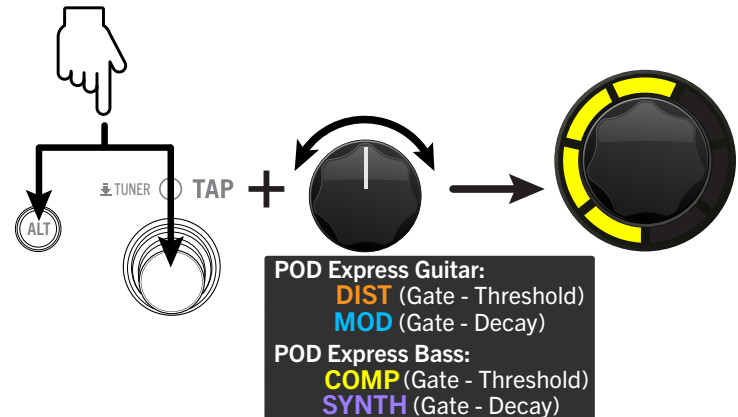 TUNER TAP
ALT
POD Express Guitar:
DIST (Gate - Threshold)
MOD (Gate - Decay)
POD Express Bass:
COMP (Gate - Threshold)
SYNTH (Gate - Decay)